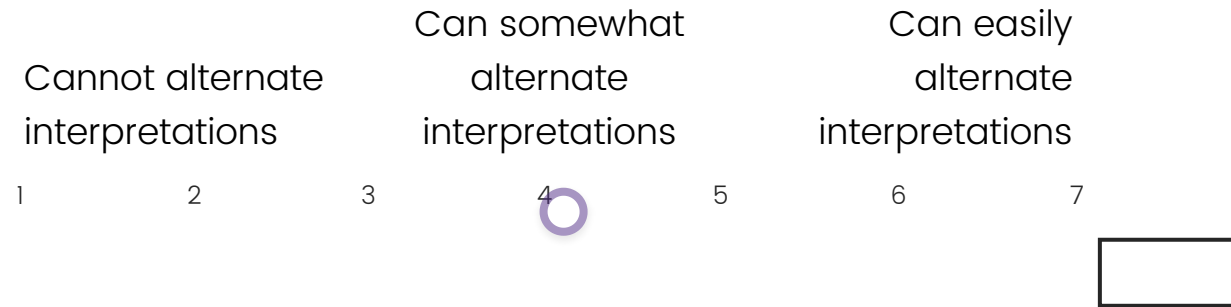 Cannot alternate
interpretations
Can somewhat
alternate
interpretations
Can easily
alternate
interpretations
1 2 3 4 5 6 7